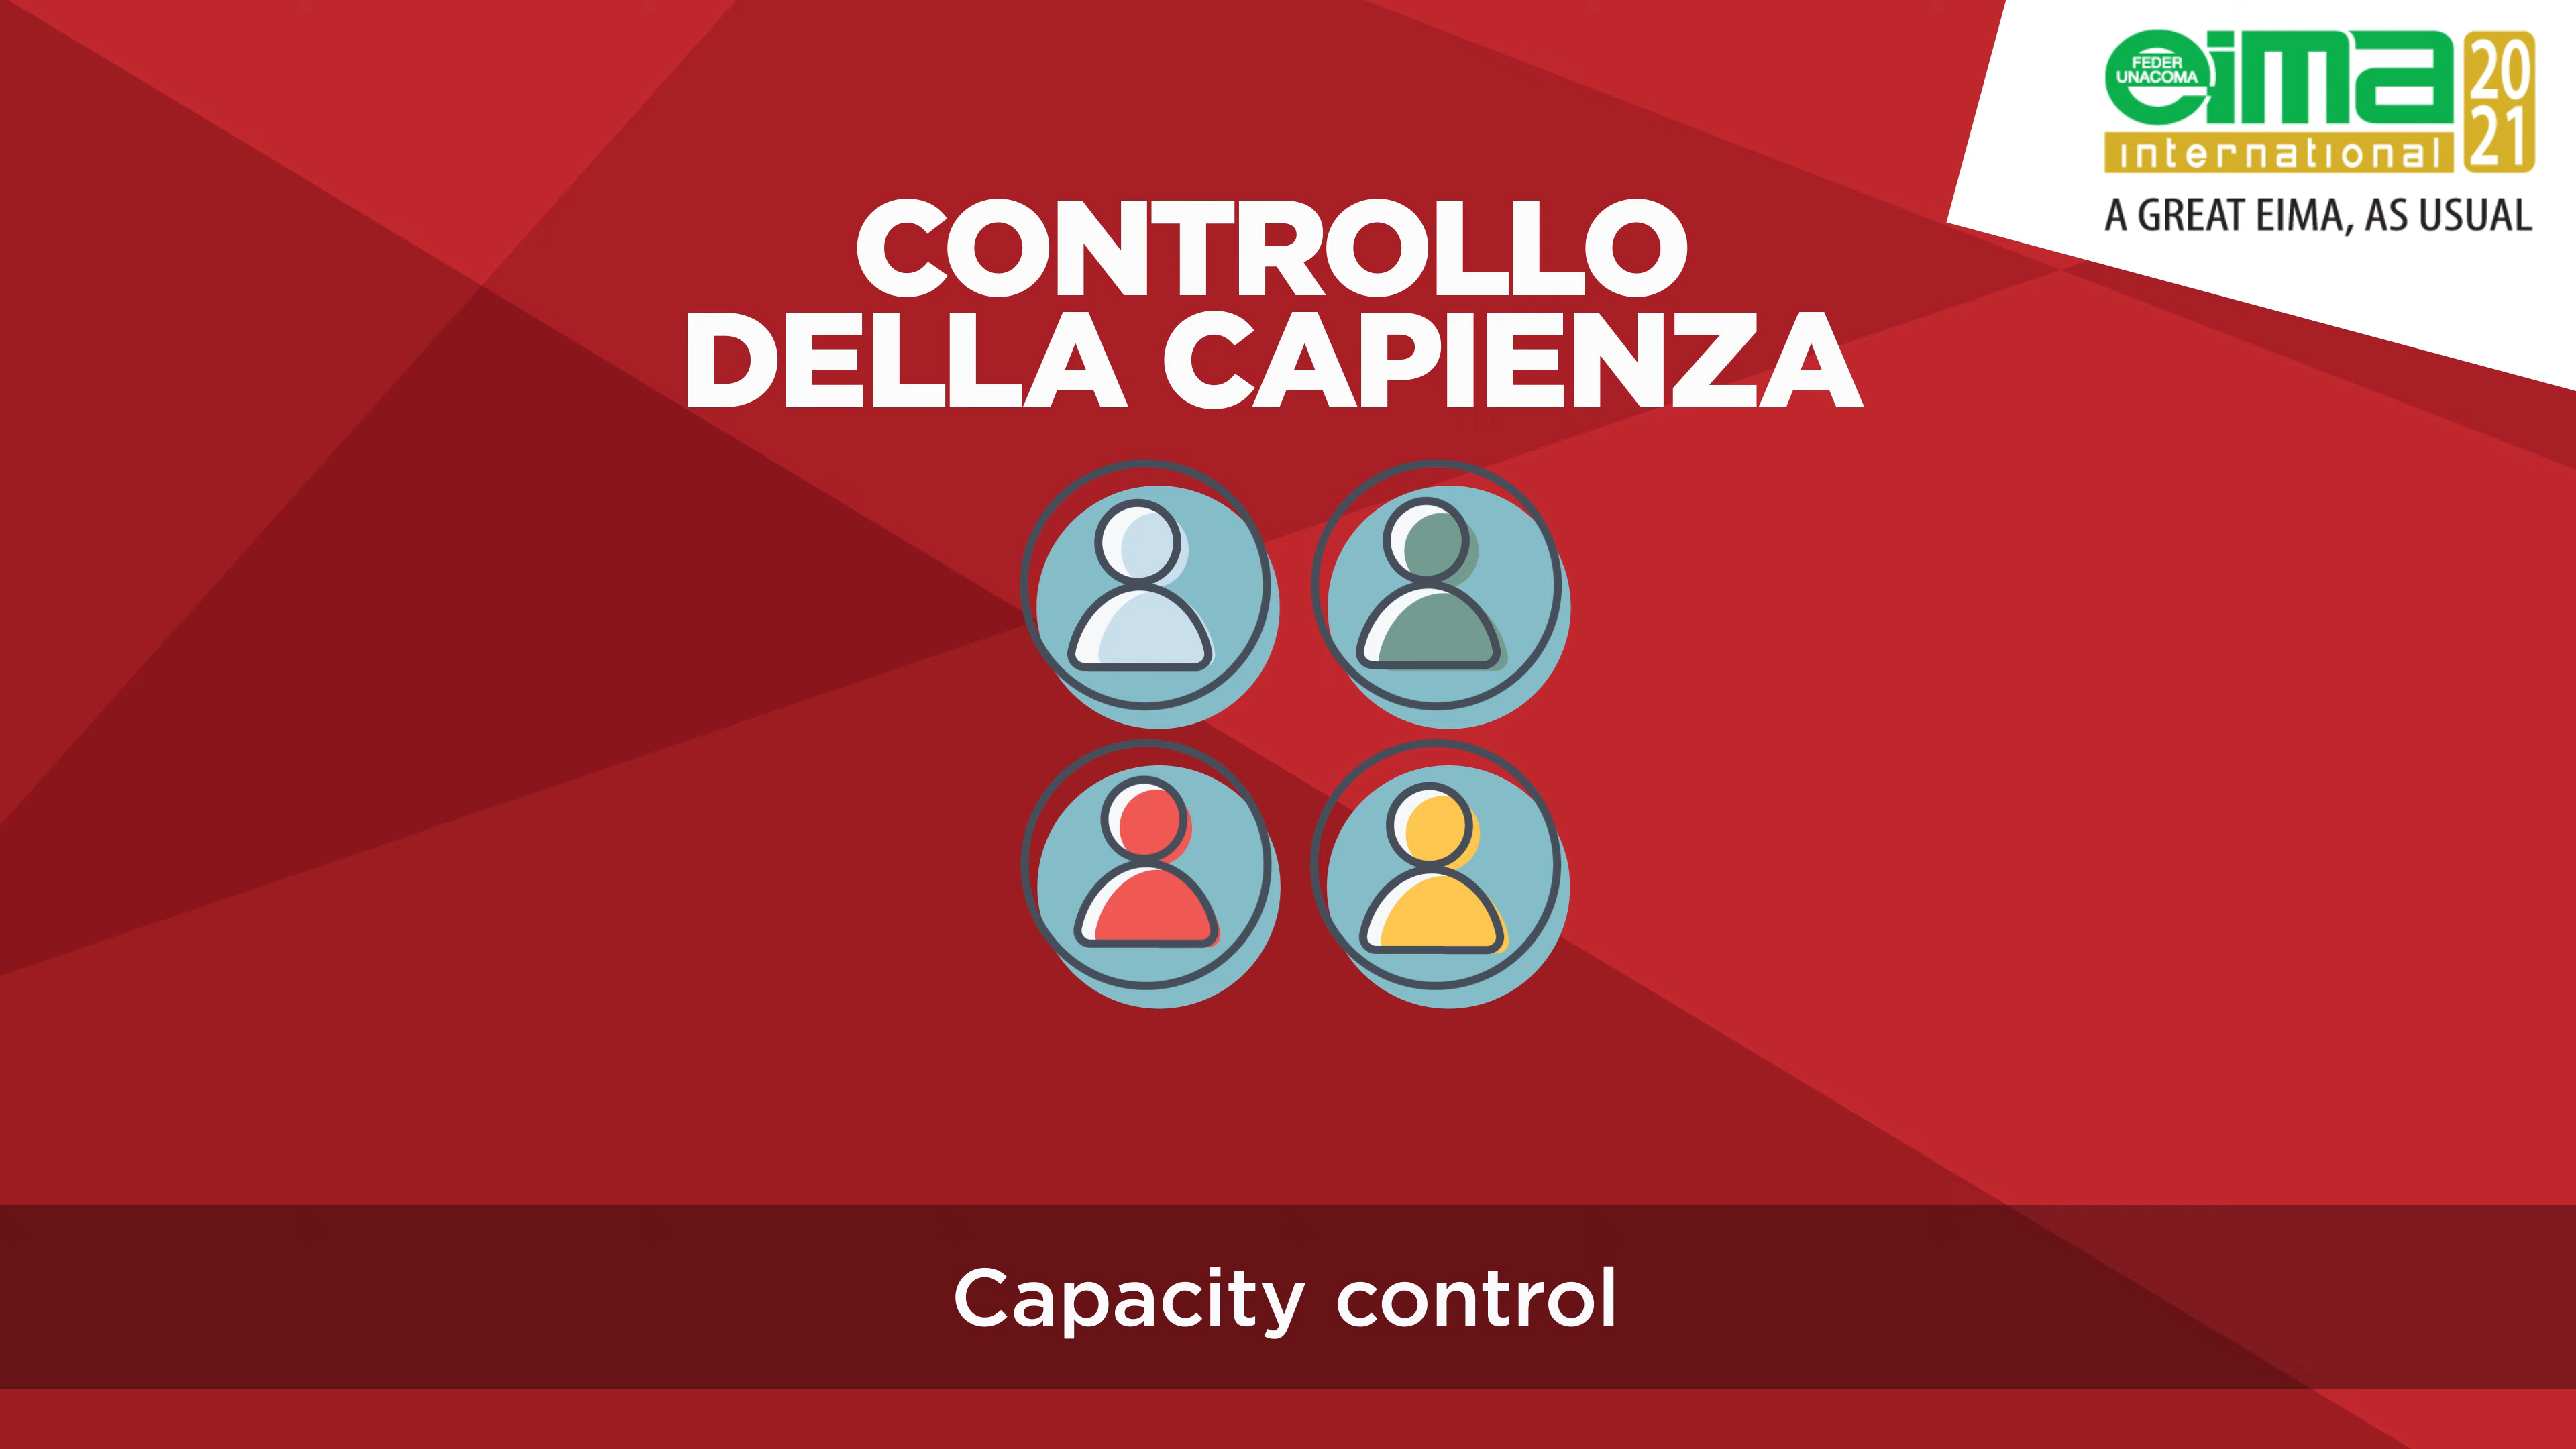 FEDER
UNACOMA
eima
international
20
21
A GREAT EIMA, AS USUAL
CONTROLLO
DELLA CAPIENZA
Capacity control